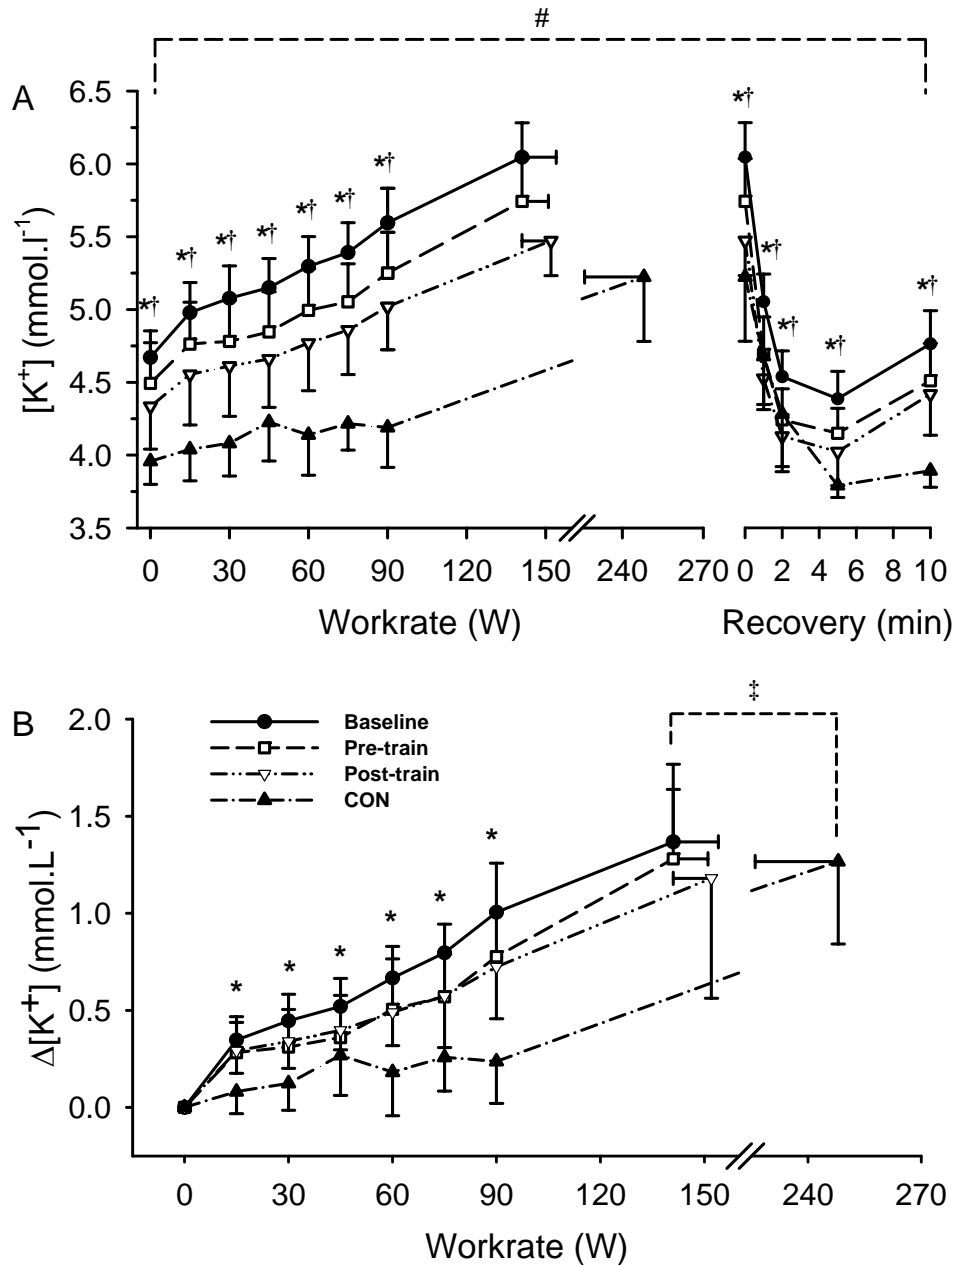 #
A
[K+] (mmol.l-1)
6.5
6.0
5.5
5.0
4.5
4.0
3.5
*† *† *† *† *† *† *†
*† *† *† *† *†
0 30 60 90 120 150 240 270
0 2 4 6 8 10
Workrate (W)
Recovery (min)
B
‡
Δ[K+] (mmol.L-1)
2.0
1.5
1.0
0.5
0.0
Baseline
Pre-train
Post-train
CON
* * * * * *
0 30 60 90 120 150 240 270
Workrate (W)